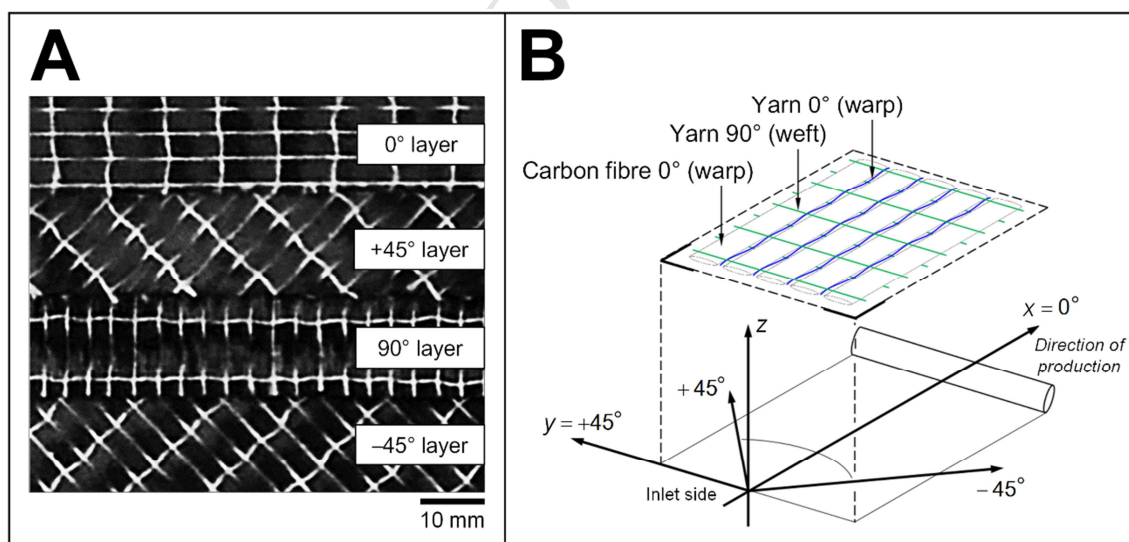 A
0° layer
+45° layer
90° layer
–45° layer
10 mm
B
Yarn 0° (warp)
Yarn 90° (weft)
Carbon fibre 0° (warp)
z
x = 0°
Direction of
production
+45°
y = +45°
Inlet side
–45°